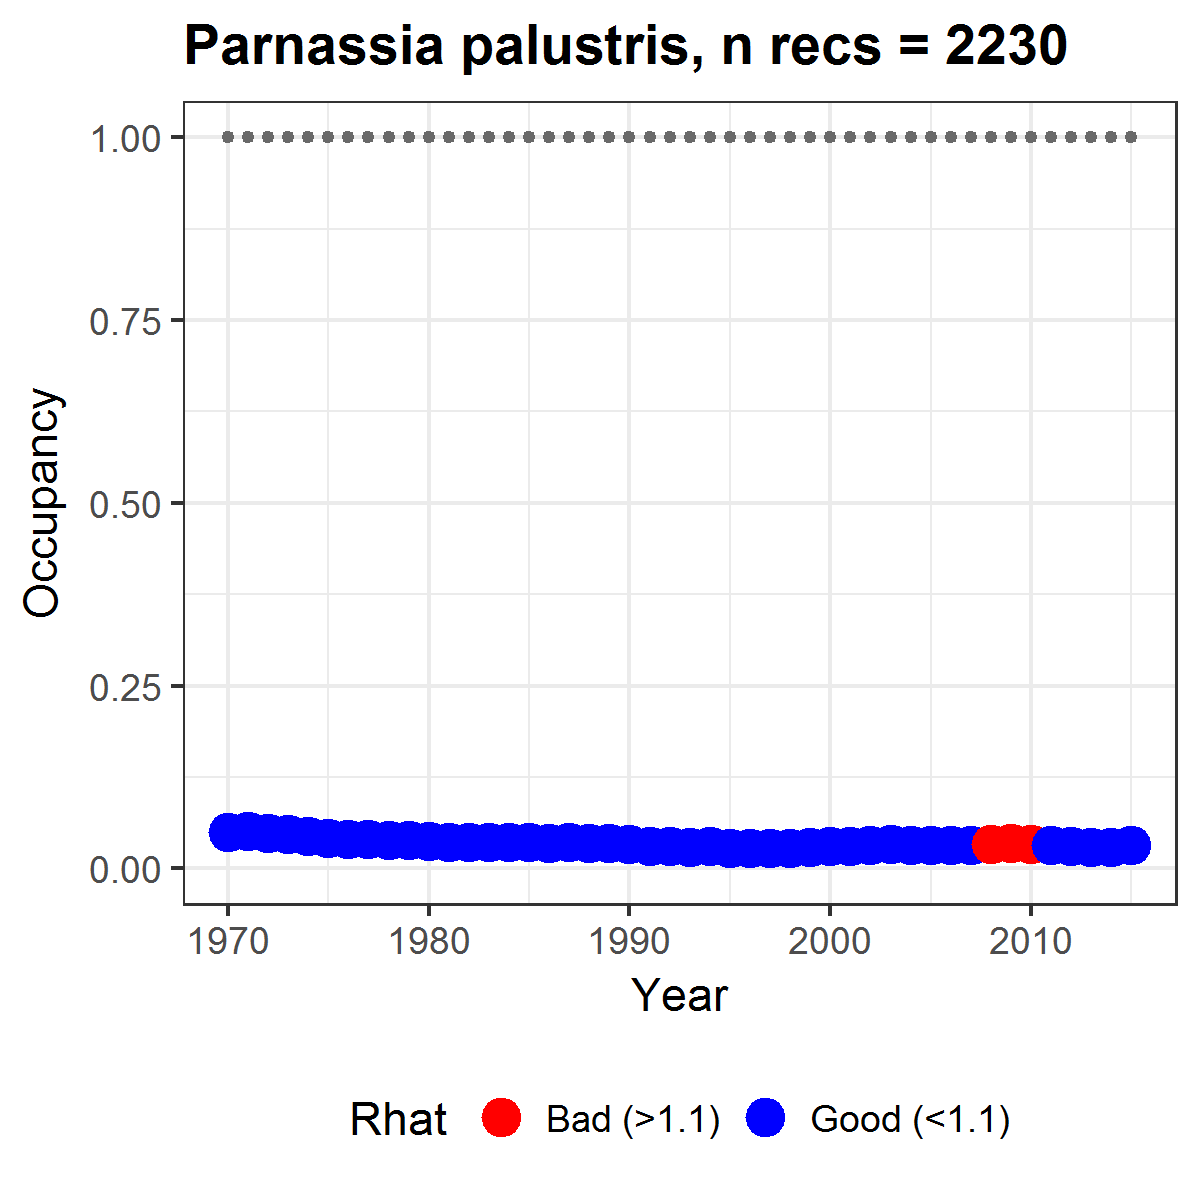 Parnassia palustris, n recs = 2230
1.00
0.75
0.50
0.25
0.00
Occupancy
1970 1980 1990 2000 2010
Year
Rhat Bad (>1.1) Good (<1.1)